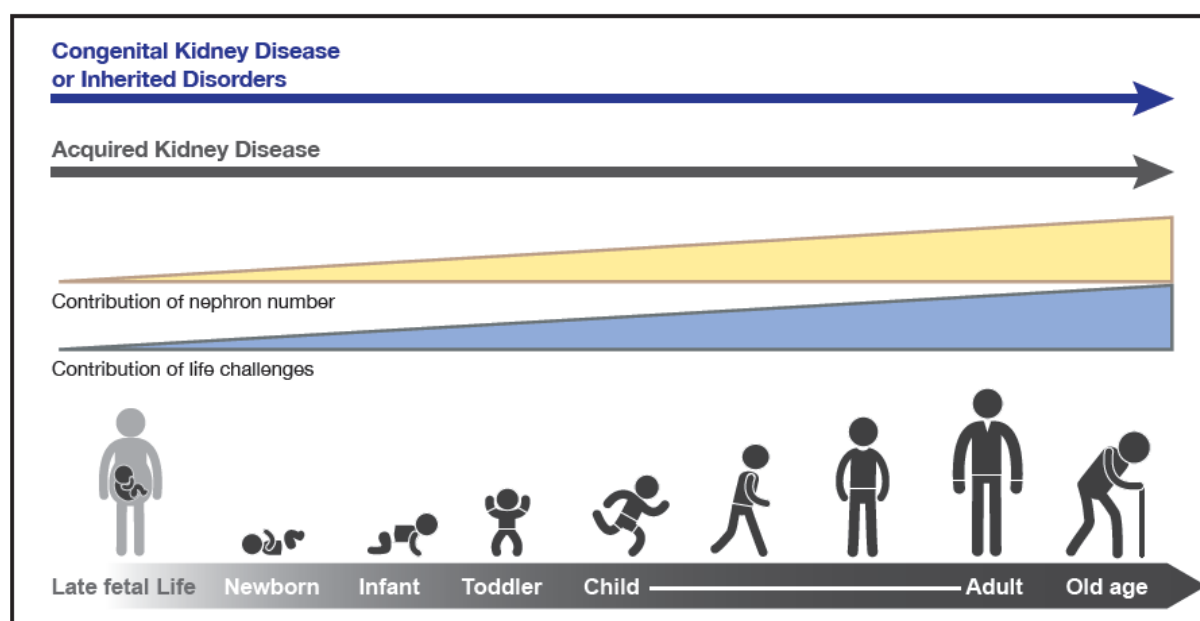 Congenital Kidney Disease
or Inherited Disorders
Acquired Kidney Disease
Contribution of nephron number
Contribution of life challenges
Late fetal Life Newborn Infant Toddler Child Adult Old age